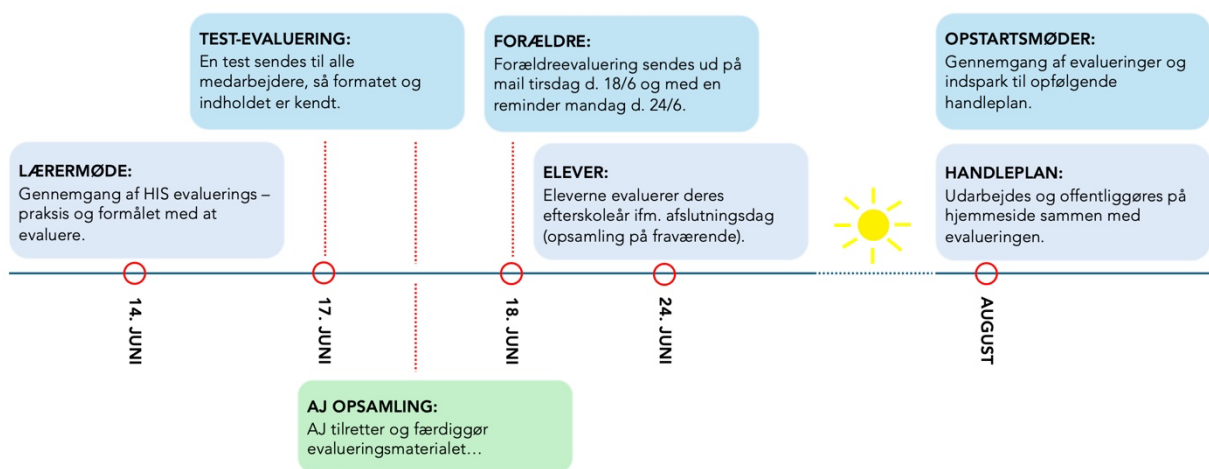 TEST-EVALUERING:
En test sendes til alle
medarbejdere, så formatet og
indholdet er kendt.
FORÆLDRE:
Forældreevaluering sendes ud på
mail tirsdag d. 18/6 og med en
reminder mandag d. 24/6.
OPSTARTSMØDER:
Gennemgang af evalueringer og
indspark til opfølgende
handleplan.
LÆRERMØDE:
Gennemgang af HIS evaluerings –
praksis og formålet med at
evaluere.
ELEVER:
Eleverne evaluerer deres
efterskoleår ifm. afslutningsdag
(opsamling på fraværende).
HANDLEPLAN:
Udarbejdes og offentliggøres på
hjemmeside sammen med
evalueringen.
14. JUNI
17. JUNI
18. JUNI
24. JUNI
AUGUST
AJ OPSAMLING:
AJ tilretter og færdiggør
evalueringsmaterialet…